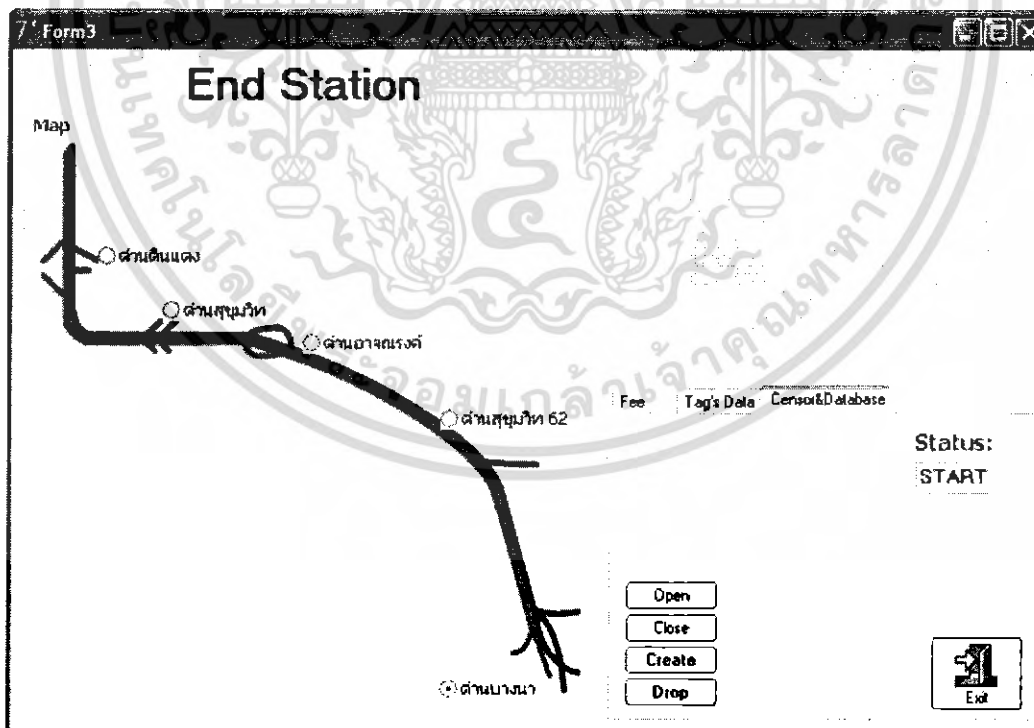 Form3
End Station
Map
ด่านดินแดง
ด่านสุขุมวิท
ด่านอาจณรงค์
ด่านสุขุมวิท 62
ด่านบางนา
Fee
Tag's Data
Censor&Database
Status:
START
Open
Close
Create
Drop
Exit